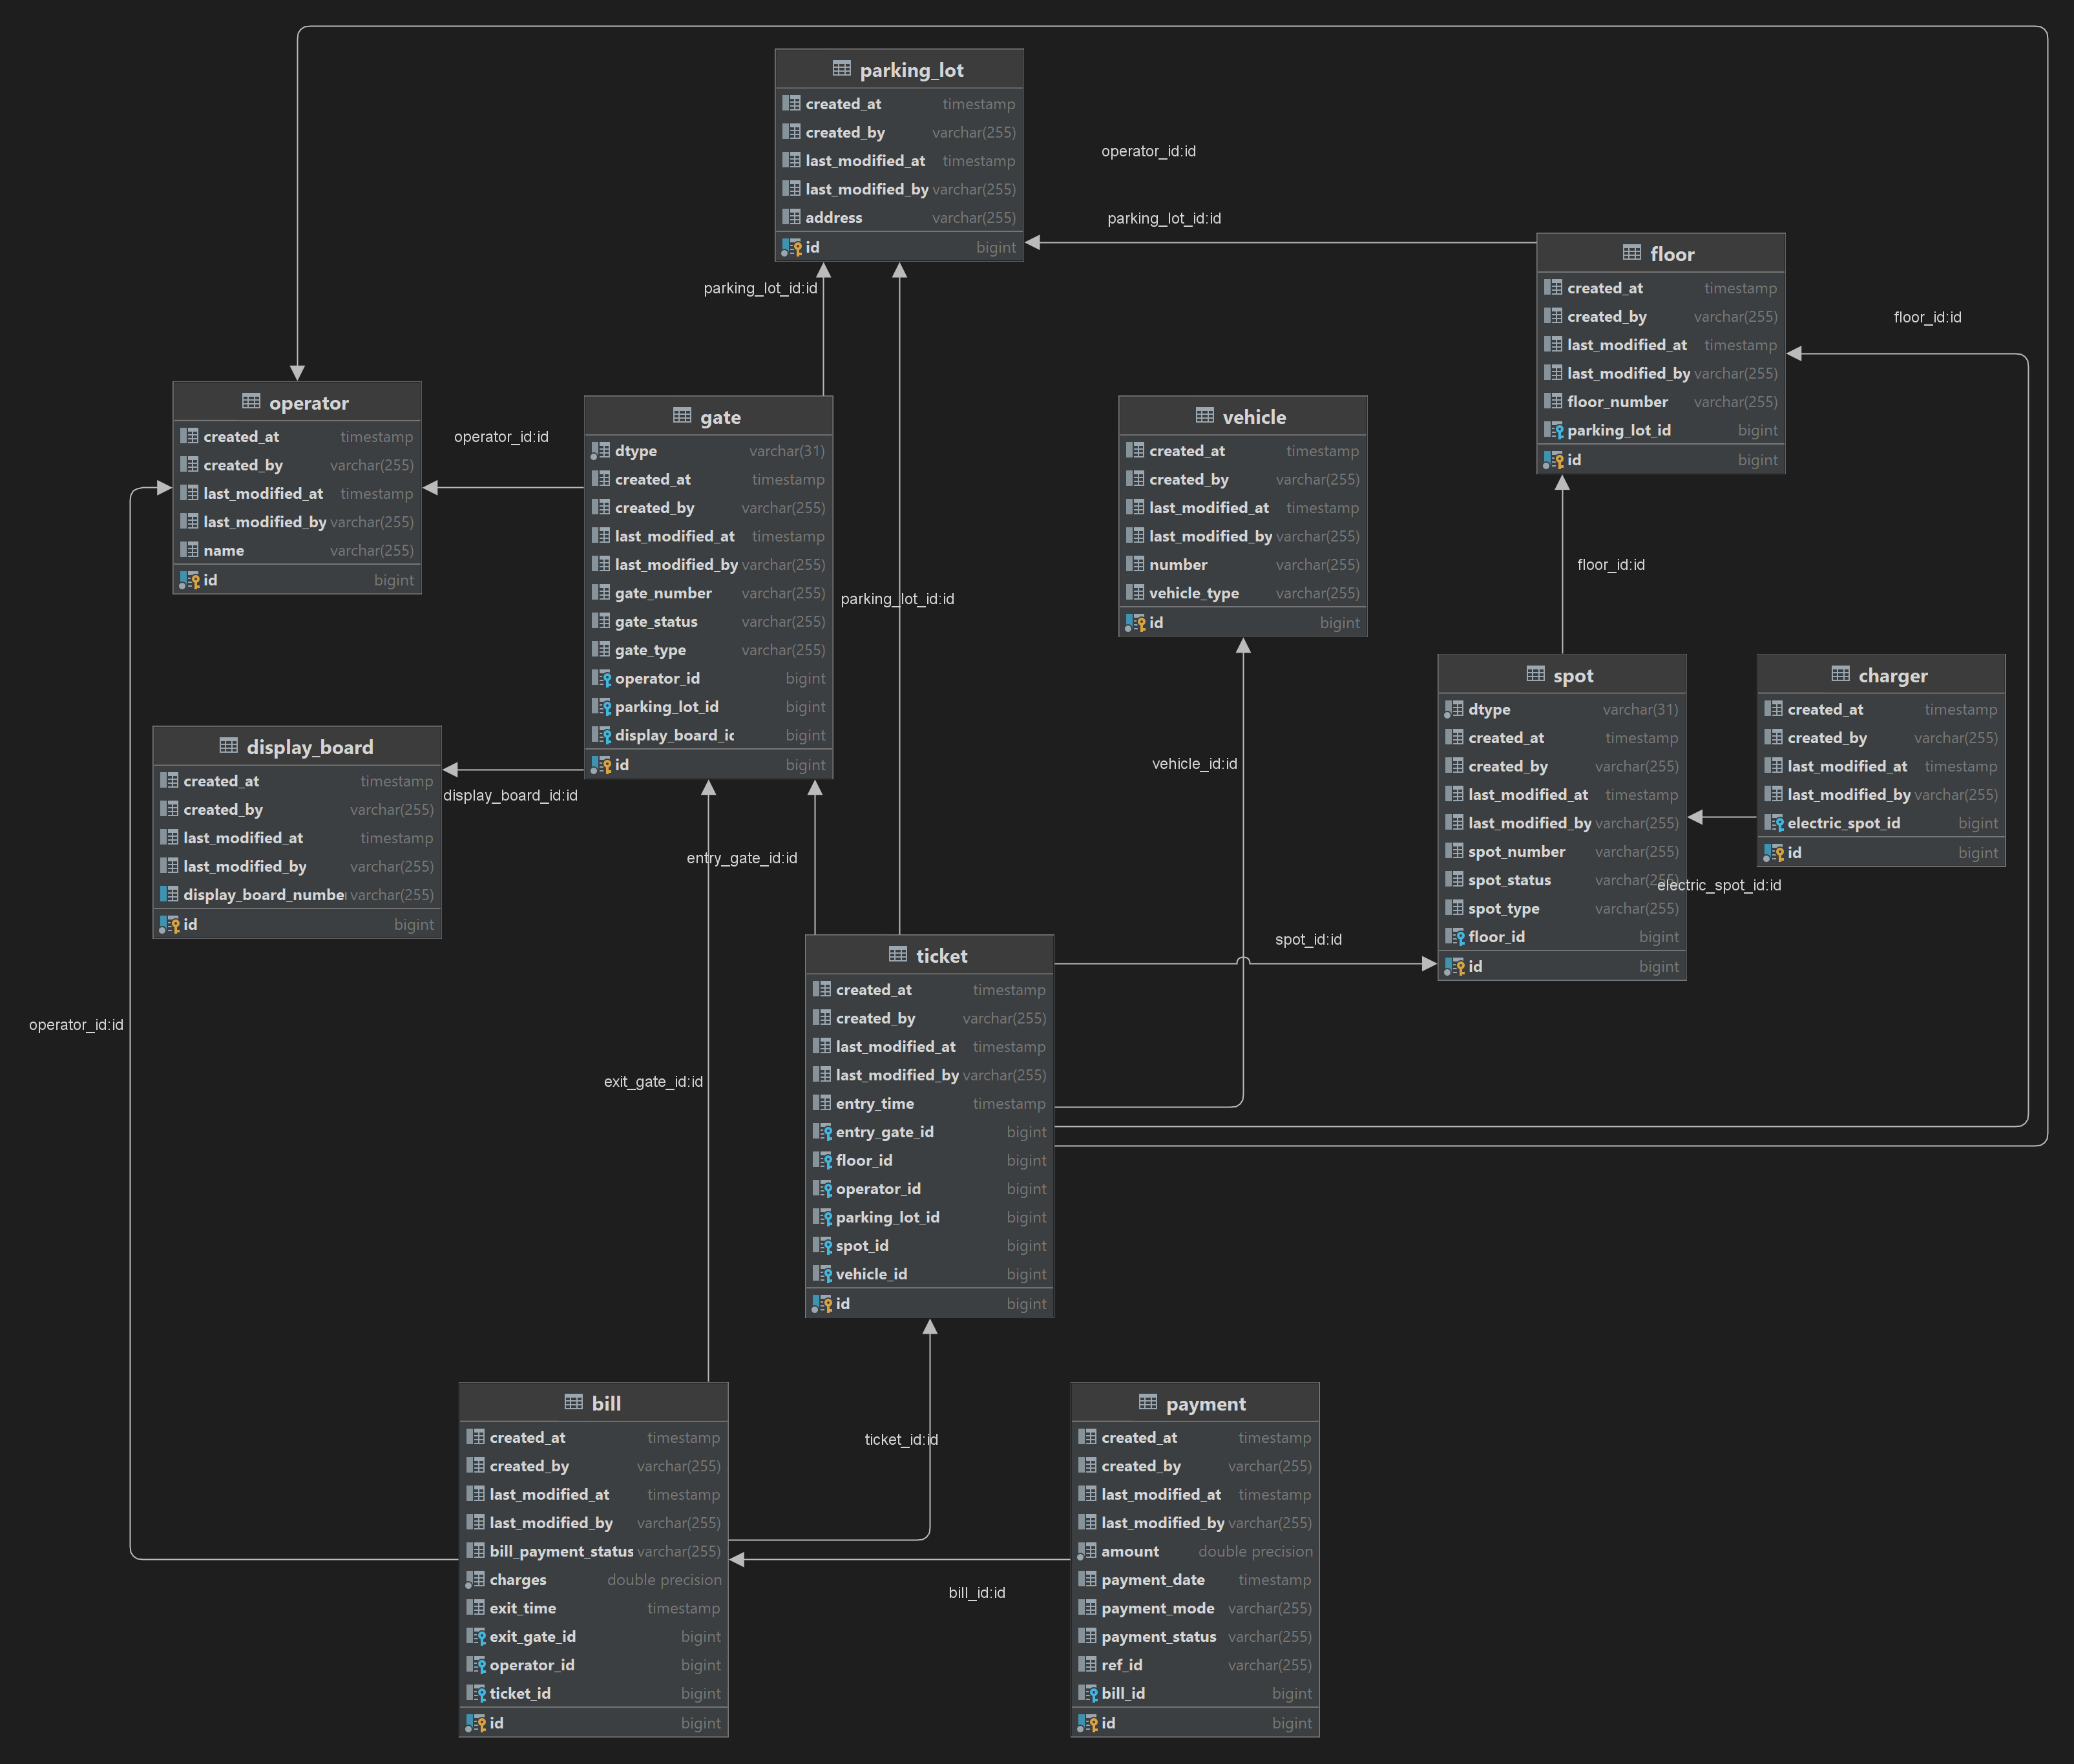 parking_lot
created_at timestamp
created_by varchar(255)
last_modified_at timestamp
last_modified_by varchar(255)
address varchar(255)
id bigint
operator_id:id
parking_lot_id:id
floor
created_at timestamp
created_by varchar(255)
last_modified_at timestamp
last_modified_by varchar(255)
floor_number varchar(255)
parking_lot_id bigint
id bigint
floor_id:id
parking_lot_id:id
operator
created_at timestamp
created_by varchar(255)
last_modified_at timestamp
last_modified_by varchar(255)
name varchar(255)
id bigint
operator_id:id
gate
dtype varchar(31)
created_at timestamp
created_by varchar(255)
last_modified_at timestamp
last_modified_by varchar(255)
gate_number varchar(255)
gate_status varchar(255)
gate_type varchar(255)
operator_id bigint
parking_lot_id bigint
display_board_id bigint
id bigint
parking_lot_id:id
vehicle
created_at timestamp
created_by varchar(255)
last_modified_at timestamp
last_modified_by varchar(255)
number varchar(255)
vehicle_type varchar(255)
id bigint
floor_id:id
vehicle_id:id
spot
dtype varchar(31)
created_at timestamp
created_by varchar(255)
last_modified_at timestamp
last_modified_by varchar(255)
spot_number varchar(255)
spot_status varchar(255)
spot_type varchar(255)
floor_id bigint
id bigint
charger
created_at timestamp
created_by varchar(255)
last_modified_at timestamp
last_modified_by varchar(255)
electric_spot_id bigint
id bigint
electric_spot_id:id
display_board
created_at timestamp
created_by varchar(255)
last_modified_at timestamp
last_modified_by varchar(255)
display_board_numbe varchar(255)
id bigint
display_board_id:id
entry_gate_id:id
spot_id:id
operator_id:id
exit_gate_id:id
ticket
created_at timestamp
created_by varchar(255)
last_modified_at timestamp
last_modified_by varchar(255)
entry_time timestamp
entry_gate_id bigint
floor_id bigint
operator_id bigint
parking_lot_id bigint
spot_id bigint
vehicle_id bigint
id bigint
ticket_id:id
bill
created_at timestamp
created_by varchar(255)
last_modified_at timestamp
last_modified_by varchar(255)
bill_payment_status varchar(255)
charges double precision
exit_time timestamp
exit_gate_id bigint
operator_id bigint
ticket_id bigint
id bigint
bill_id:id
payment
created_at timestamp
created_by varchar(255)
last_modified_at timestamp
last_modified_by varchar(255)
amount double precision
payment_date timestamp
payment_mode varchar(255)
payment_status varchar(255)
ref_id varchar(255)
bill_id bigint
id bigint